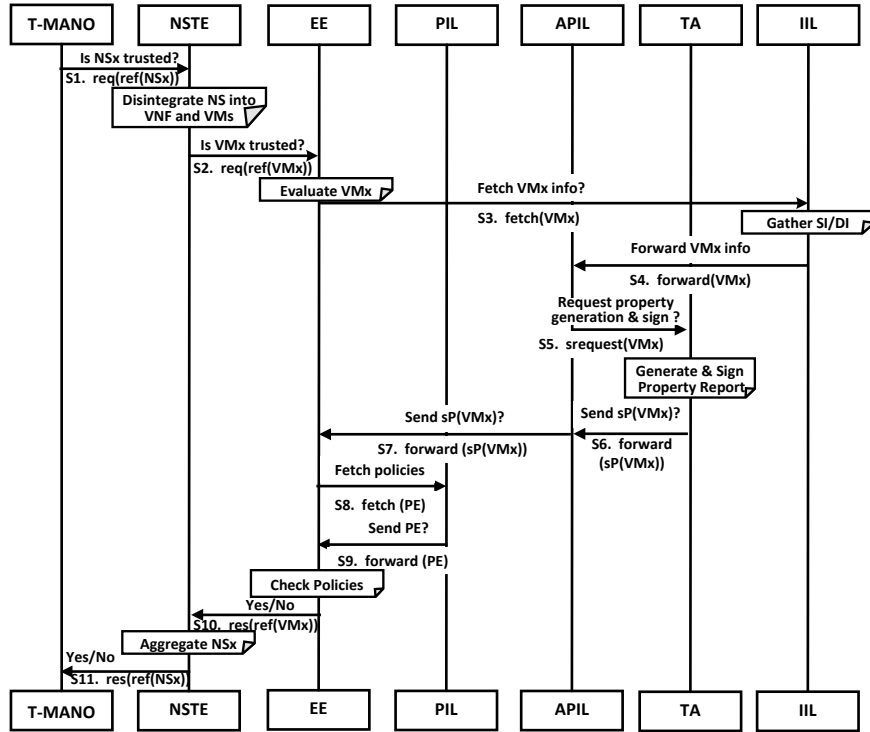 T-MANO NSTE EE PIL APIL TA IIL
Is NSx trusted?
S1. req(ref(NSx))
Disintegrate NS into
VNF and VMs
Is VMx trusted?
S2. req(ref(VMx))
Evaluate VMx
Fetch VMx info?
S3. fetch(VMx)
Gather SI/DI
Forward VMx info
S4. forward(VMx)
Request property
generation & sign ?
S5. srequest(VMx)
Generate & Sign
Property Report
Send sP(VMx)?
S6. forward
(sP(VMx))
Send sP(VMx)?
S7. forward (sP(VMx))
Fetch policies
S8. fetch (PE)
Send PE?
S9. forward (PE)
Check Policies
Yes/No
S10. res(ref(VMx))
Aggregate NSx
Yes/No
S11. res(ref(NSx))
T-MANO NSTE EE PIL APIL TA IIL